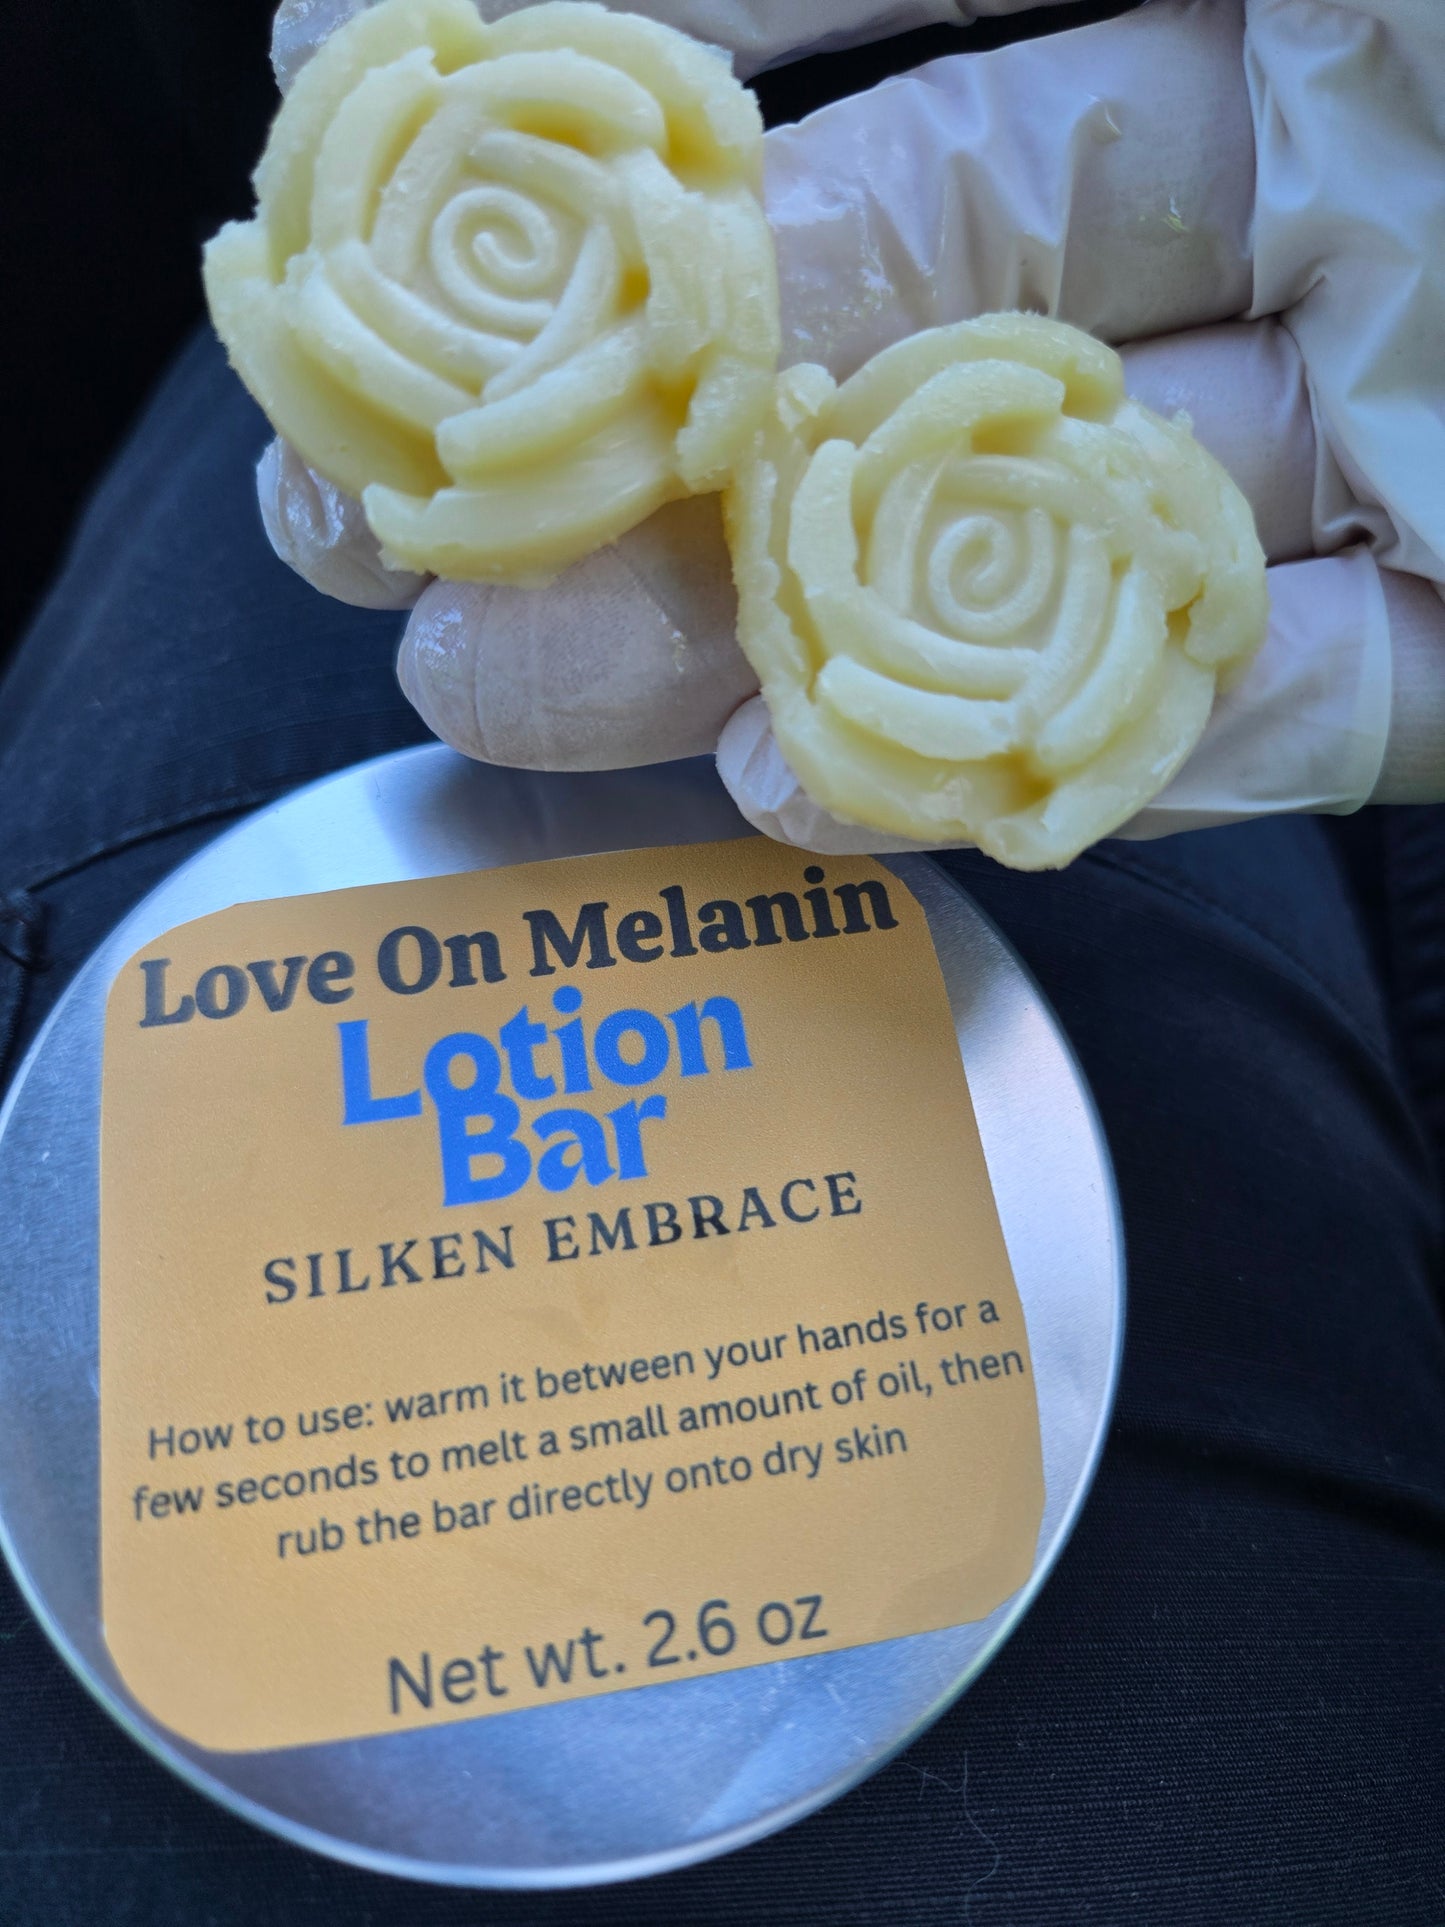 Love On Melanin
Lotion
Bar
SILKEN EMBRACE
How to use: warm it between your hands for a
few seconds to melt a small amount of oil, then
rub the bar directly onto dry skin
Net wt. 2.6 oz